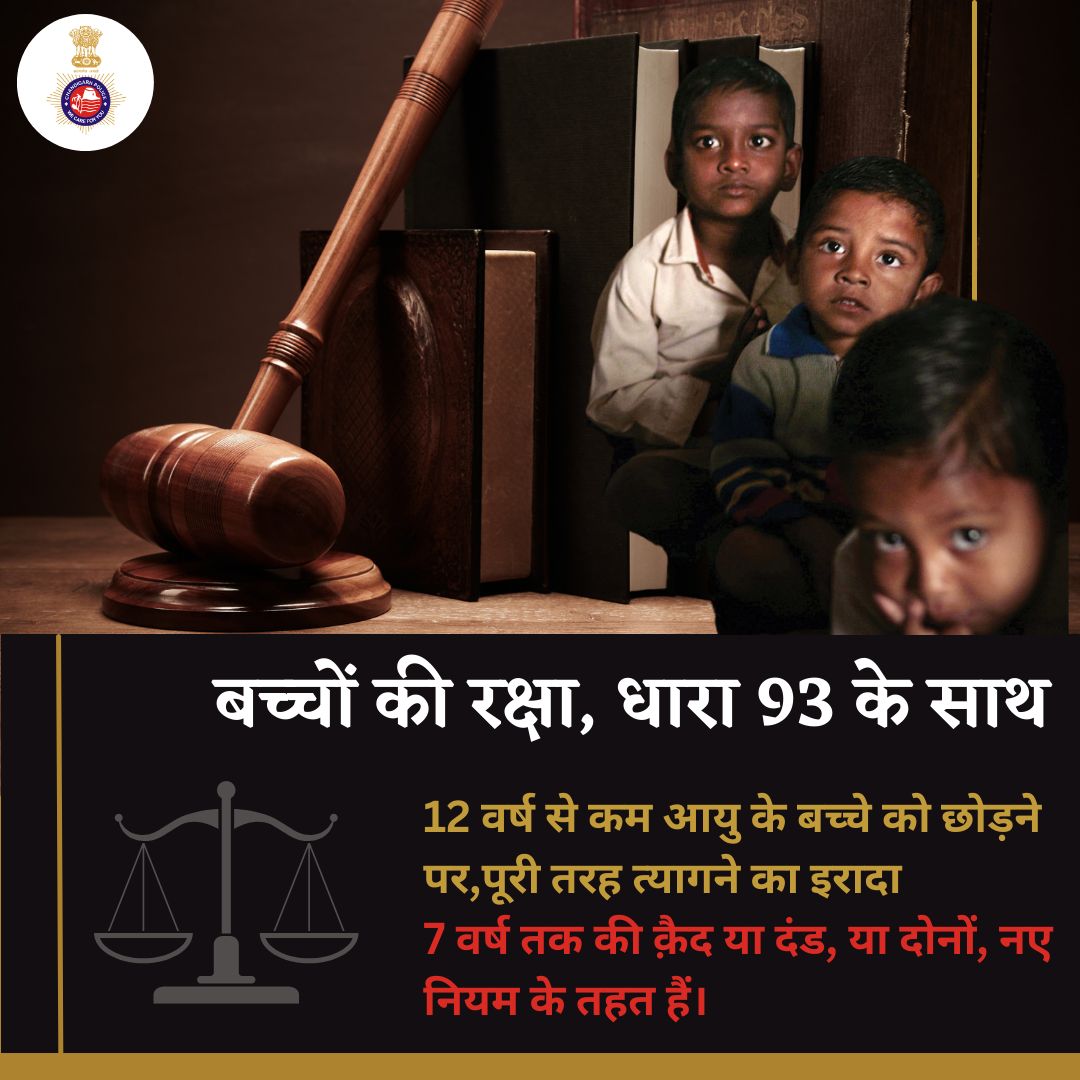 CHANDIGARH POLICE
WE CARE FOR YOU
बच्चों की रक्षा, धारा 93 के साथ
12 वर्ष से कम आयु के बच्चे को छोड़ने
पर,पूरी तरह त्यागने का इरादा
7 वर्ष तक की क़ैद या दंड, या दोनों, नए
नियम के तहत हैं।